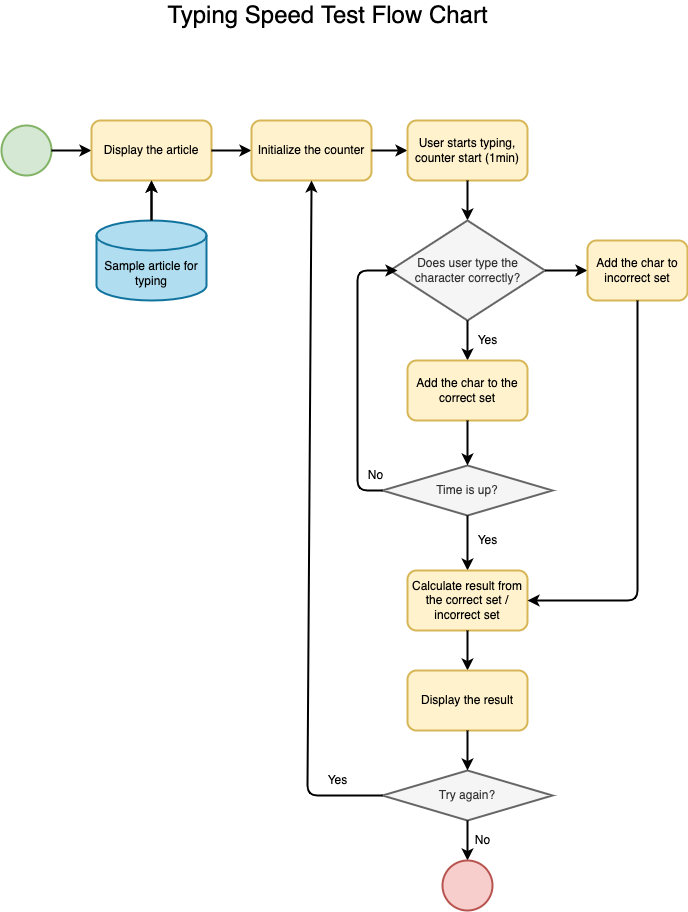 Typing Speed Test Flow Chart
Display the article
Initialize the counter
User starts typing,
counter start (1min)
Sample article for
typing
Does user type the
character correctly?
Add the char to
incorrect set
Yes
Add the char to the
correct set
No
Time is up?
Yes
Calculate result from
the correct set /
incorrect set
Display the result
Yes
Try again?
No